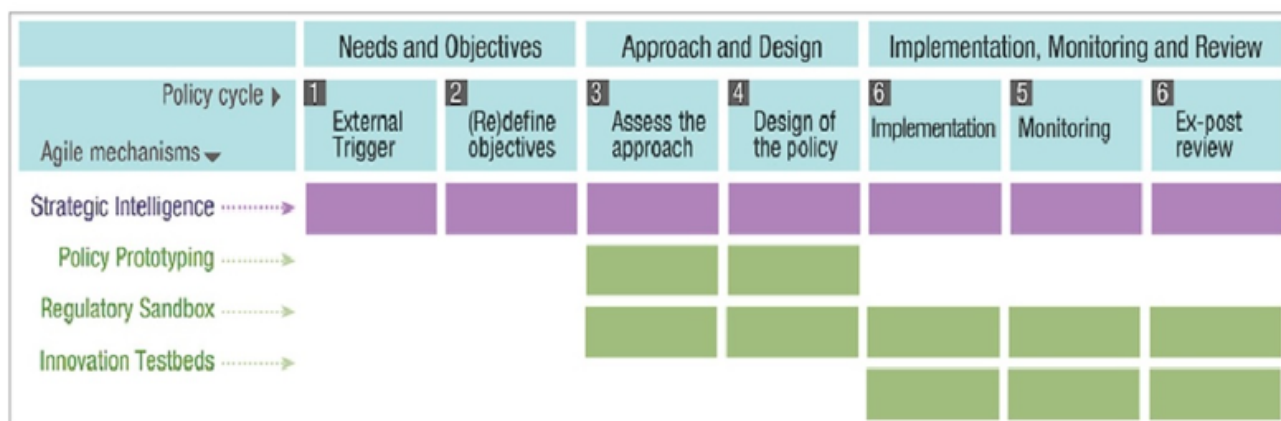 Needs and Objectives
Approach and Design
Implementation, Monitoring and Review
Policy cycle
Agile mechanisms
1
External
Trigger
2
(Re)define
objectives
3
Assess the
approach
4
Design of
the policy
6
Implementation
5
Monitoring
6
Ex-post
review
Strategic Intelligence
Policy Prototyping
Regulatory Sandbox
Innovation Testbeds